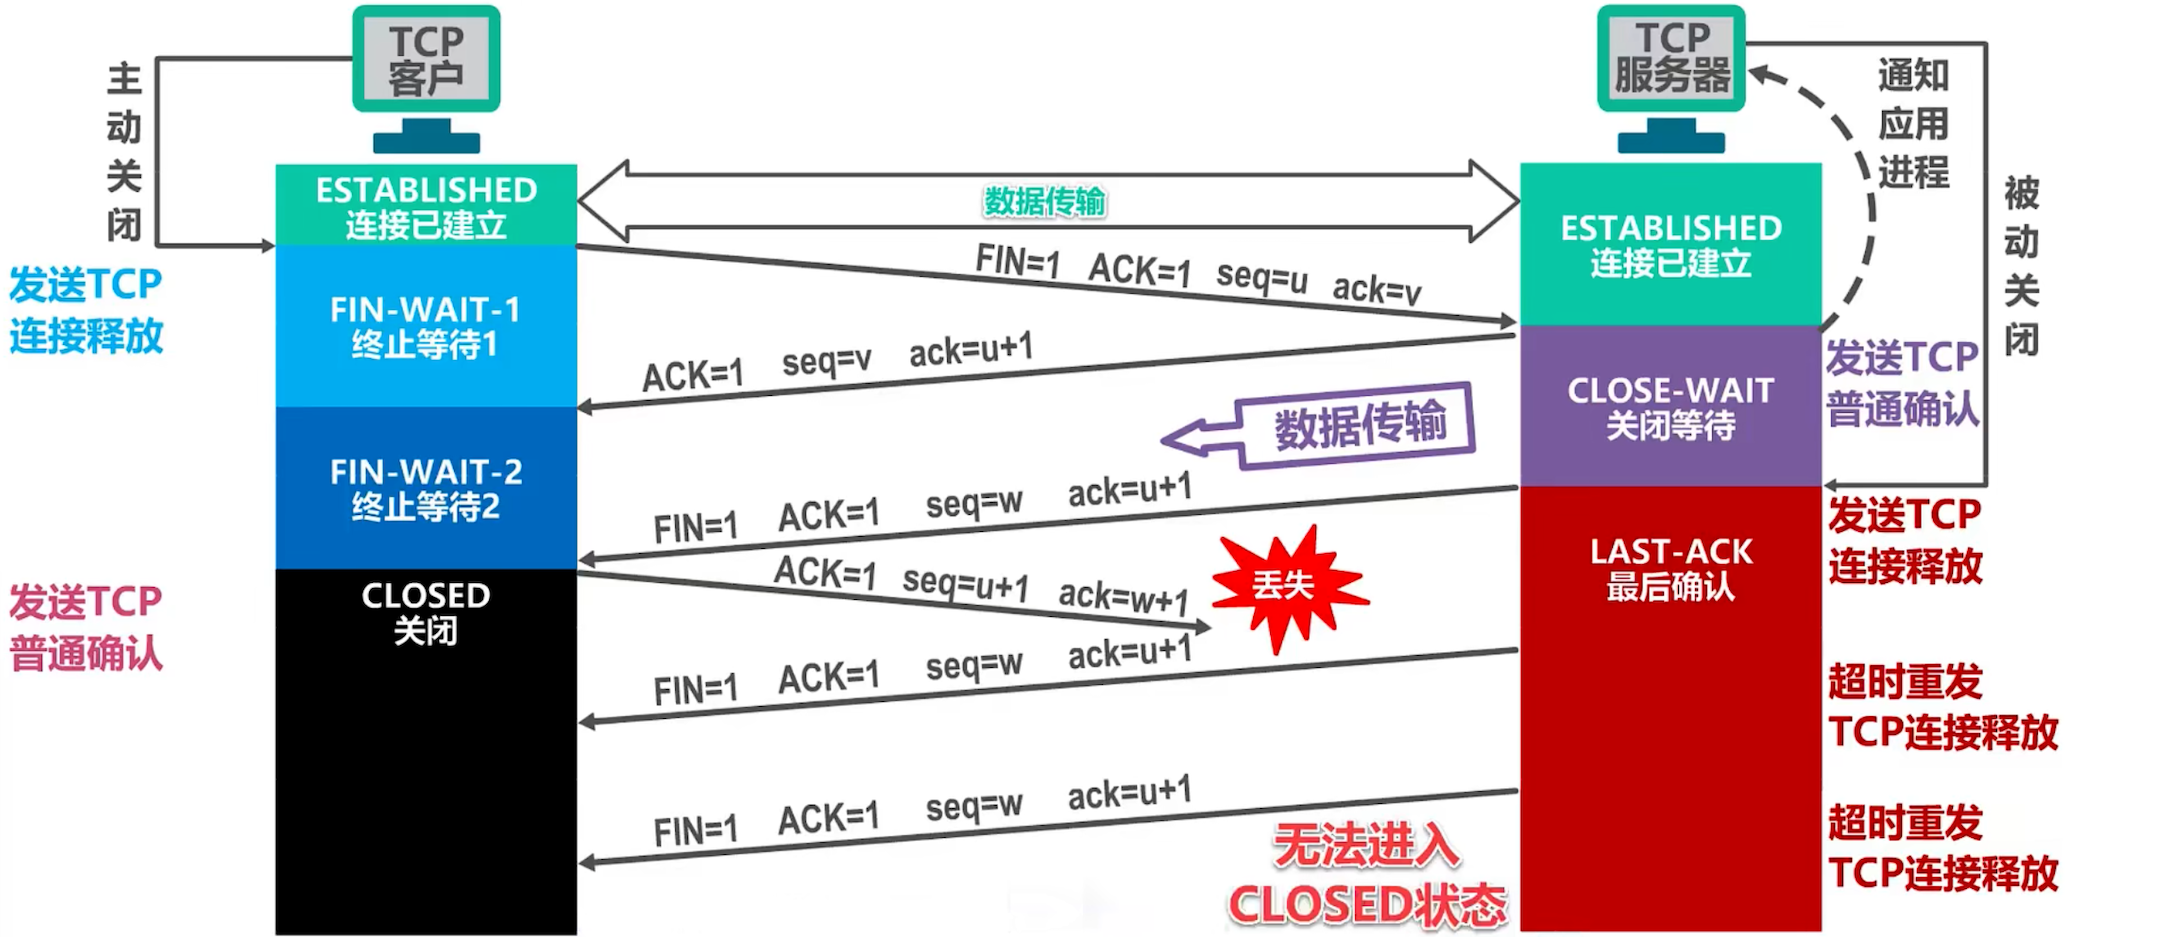 TCP
客户
TCP
服务器
主动关闭
通知
应用
进程
被动关闭
ESTABLISHED
连接已建立
数据传输
ESTABLISHED
连接已建立
发送TCP
连接释放
FIN=1 ACK=1 seq=u ack=v
FIN-WAIT-1
终止等待1
ACK=1 seq=v ack=u+1
发送TCP
普通确认
CLOSE-WAIT
关闭等待
数据传输
FIN-WAIT-2
终止等待2
FIN=1 ACK=1 seq=w ack=u+1
发送TCP
连接释放
LAST-ACK
最后确认
发送TCP
普通确认
CLOSED
关闭
ACK=1 seq=u+1 ack=w+1
丢失
FIN=1 ACK=1 seq=w ack=u+1
超时重发
TCP连接释放
FIN=1 ACK=1 seq=w ack=u+1
超时重发
TCP连接释放
无法进入
CLOSED状态